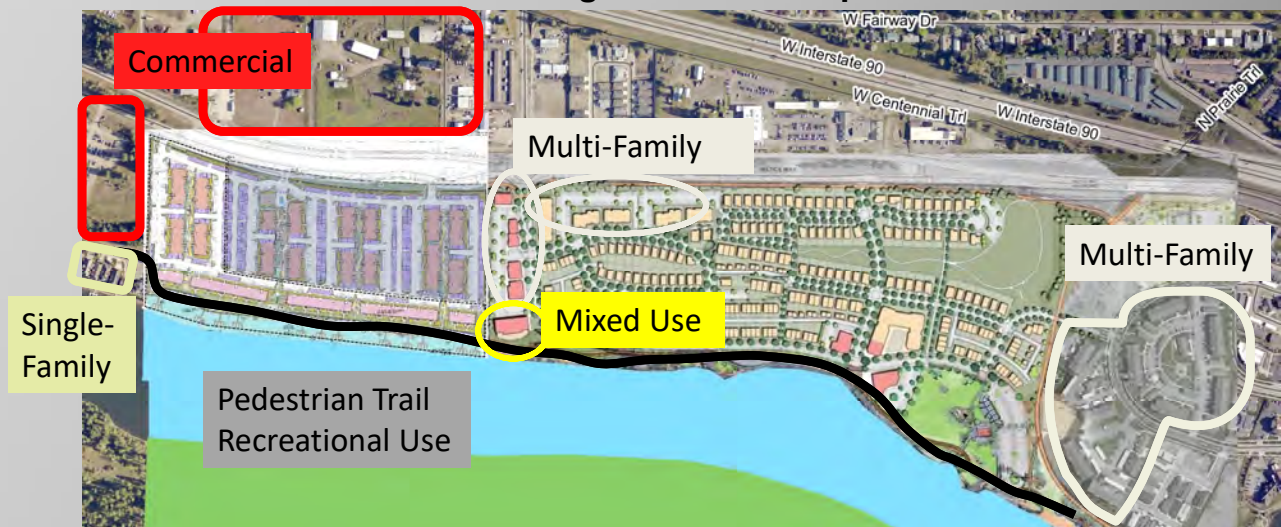 W Fairway Dr
Commercial
W Interstate 90
W Centennial Trl
W Interstate 90
N Prairie Trl
Multi-Family
Multi-Family
Single-
Family
Mixed Use
Pedestrian Trail
Recreational Use